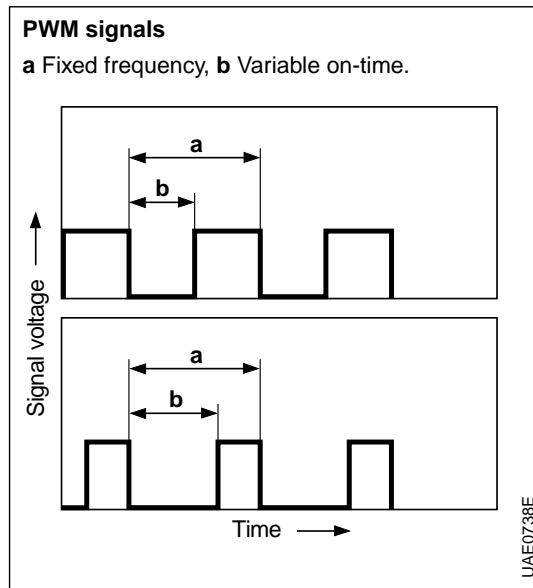 PWM signals
a Fixed frequency, b Variable on-time.
a
b
Signal voltage
a
b
Time
UAE0738E